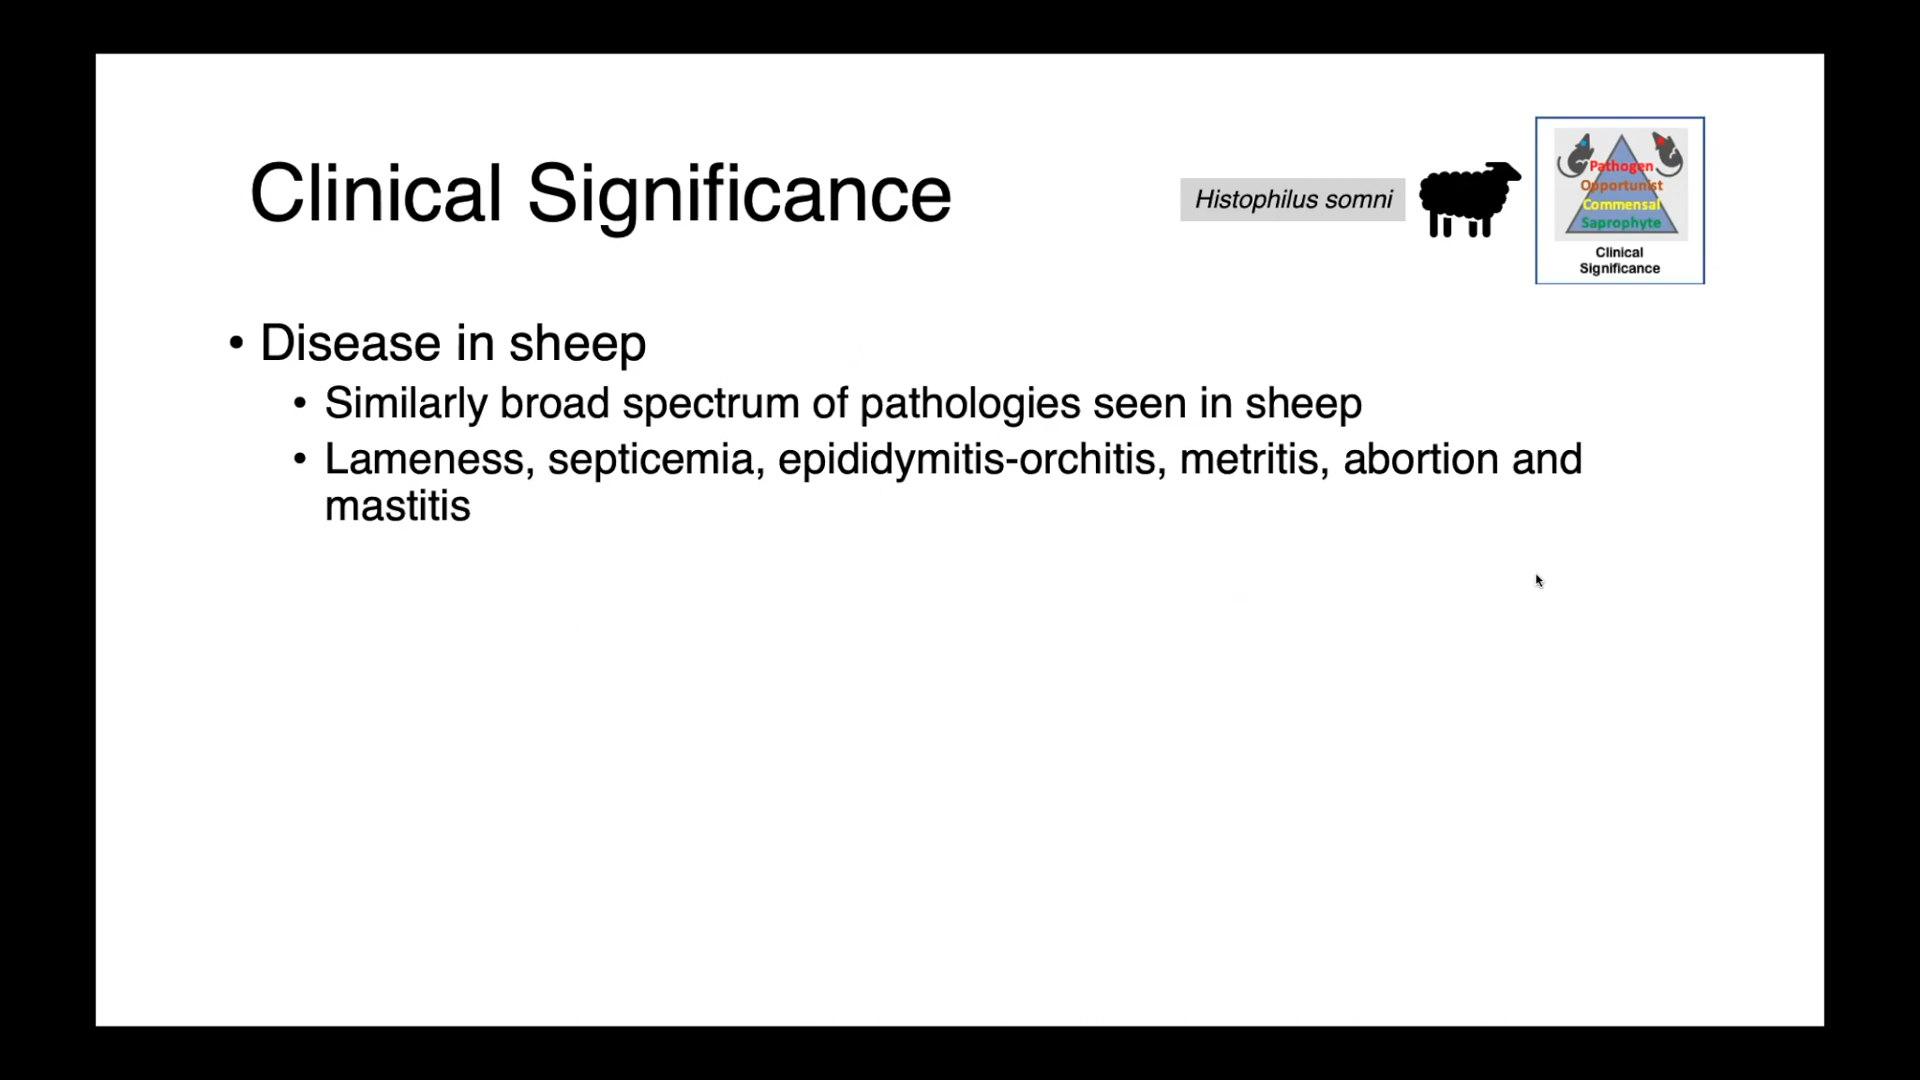 Clinical Significance
Histophilus somni
Pathogen
Opportunist
Commensal
Saprophyte
Clinical
Significance
• Disease in sheep
• Similarly broad spectrum of pathologies seen in sheep
• Lameness, septicemia, epididymitis-orchitis, metritis, abortion and
mastitis